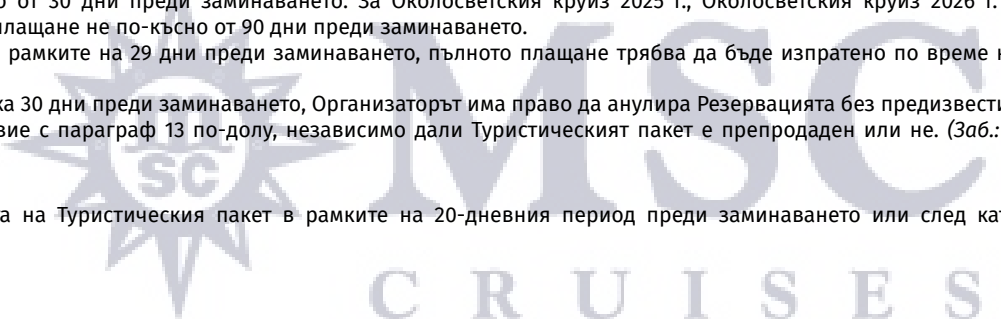 о от 30 дни преди заминаването. За Околосветския круиз 2025 г., Околосветския круиз 2026 г.
плащане не по-късно от 90 дни преди заминаването.
рамките на 29 дни преди заминаването, пълното плащане трябва да бъде изпратено по време н
ка 30 дни преди заминаването, Организаторът има право да анулира Резервацията без предизвести
вие с параграф 13 по-долу, независимо дали Туристическият пакет е препродаден или не. (Заб.:
а на Туристическия пакет в рамките на 20-дневния период преди заминаването или след кат
MSC
MSC
CRUISES